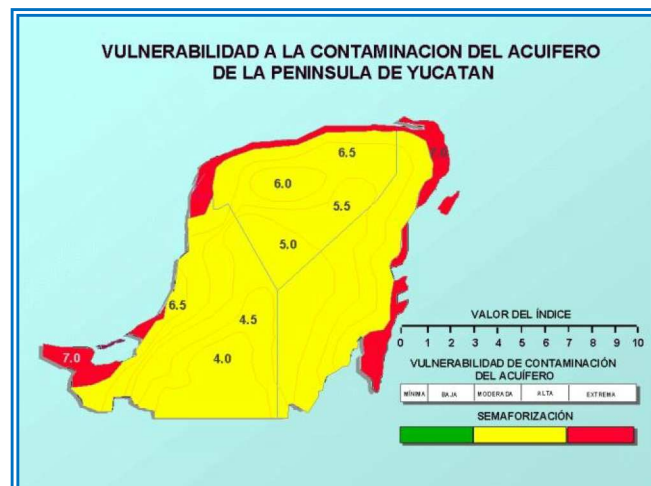 VULNERABILIDAD A LA CONTAMINACION DEL ACUIFERO
DE LA PENINSULA DE YUCATAN
6.5
7.0
6.0
5.5
5.0
6.5
4.5
7.0
4.0
VALOR DEL ÍNDICE
0 1 2 3 4 5 6 7 8 9 10
VULNERABILIDAD DE CONTAMINACIÓN
DEL ACUÍFERO
MÍNIMA BAJA MODERADA ALTA EXTREMA
SEMAFORIZACIÓN